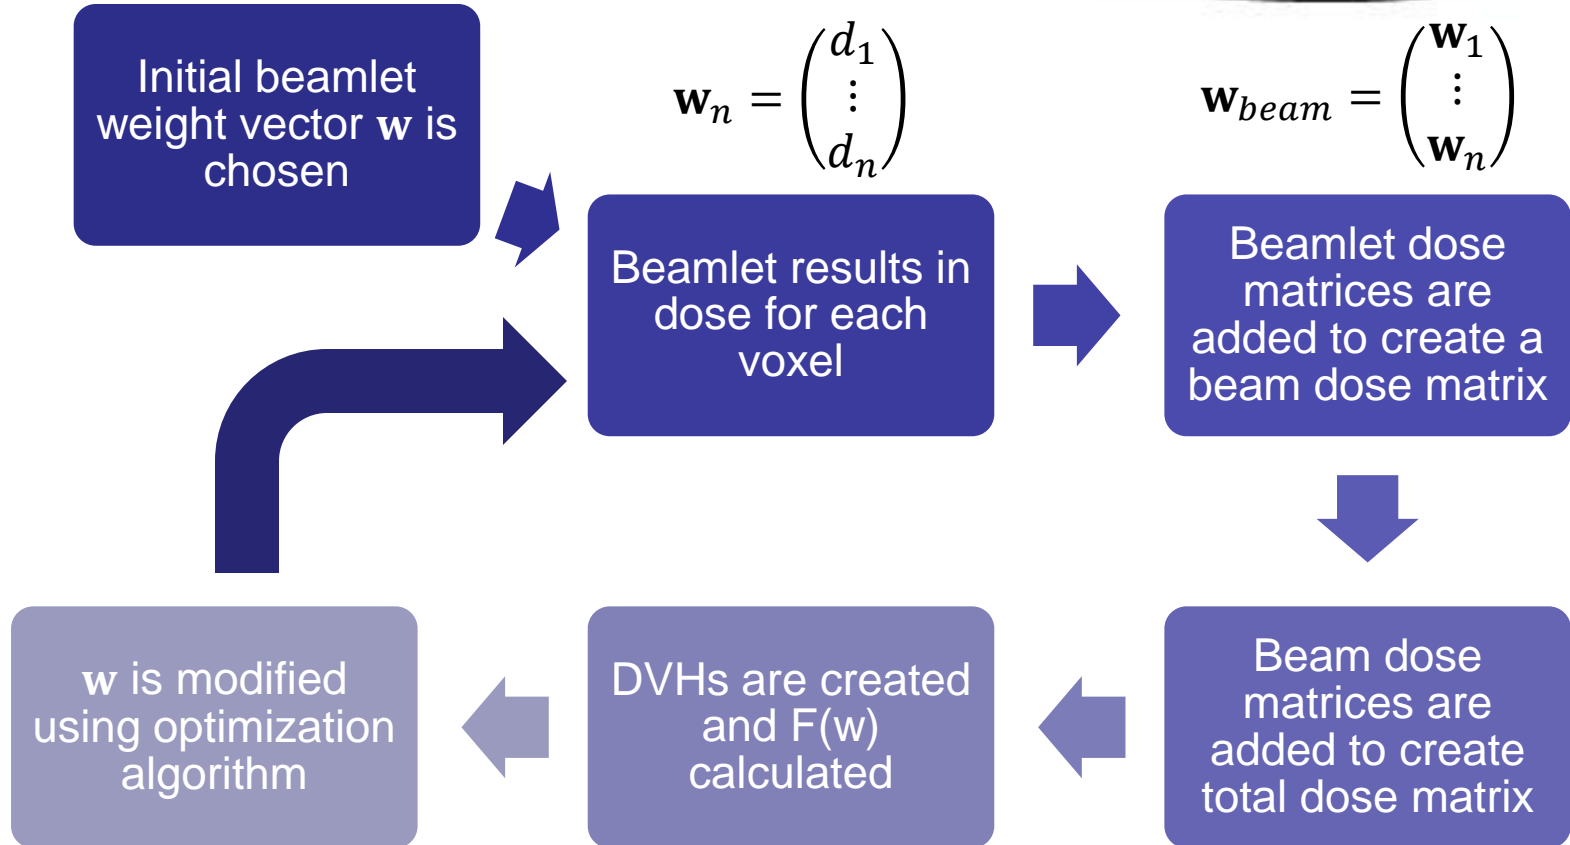 Initial beamlet
weight vector w is
chosen
w_n = (d_1 ⋮ d_n)
w_beam = (w_1 ⋮ w_n)
Beamlet results in
dose for each
voxel
Beamlet dose
matrices are
added to create a
beam dose matrix
Beam dose
matrices are
added to create
total dose matrix
DVHs are created
and F(w)
calculated
w is modified
using optimization
algorithm